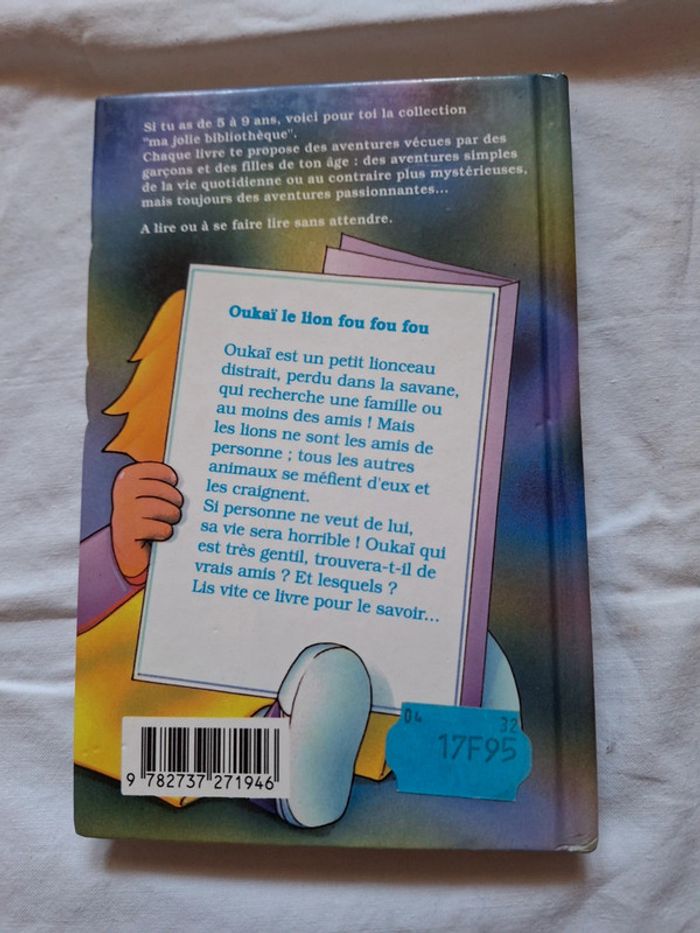 Si tu as de 5 à 9 ans, voici pour toi la collection
"ma jolie bibliothèque".
Chaque livre te propose des aventures vécues par des
garçons et des filles de ton âge : des aventures simples
de la vie quotidienne ou au contraire plus mystérieuses,
mais toujours des aventures passionnantes...
A lire ou à se faire lire sans attendre.
Oukaï le lion fou fou fou
Oukaï est un petit lionceau
distrait, perdu dans la savane,
qui recherche une famille ou
au moins des amis ! Mais
les lions ne sont les amis de
personne ; tous les autres
animaux se méfient d'eux et
les craignent.
Si personne ne veut de lui,
sa vie sera horrible ! Oukaï qui
est très gentil, trouvera-t-il de
vrais amis ? Et lesquels ?
Lis vite ce livre pour le savoir...
04 32
17F95
9 782737 271946